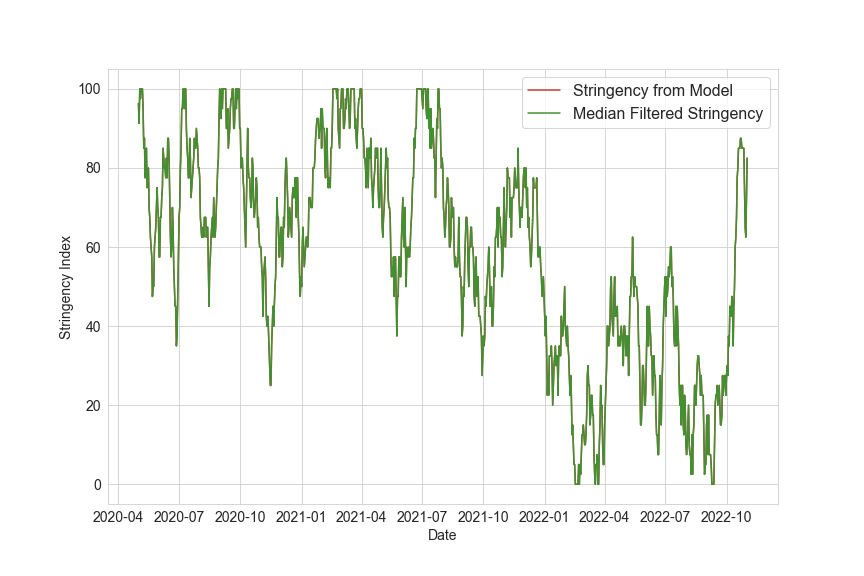 Stringency from Model
Median Filtered Stringency
100
80
60
40
20
0
Stringency Index
2020-04 2020-07 2020-10 2021-01 2021-04 2021-07 2021-10 2022-01 2022-04 2022-07 2022-10
Date